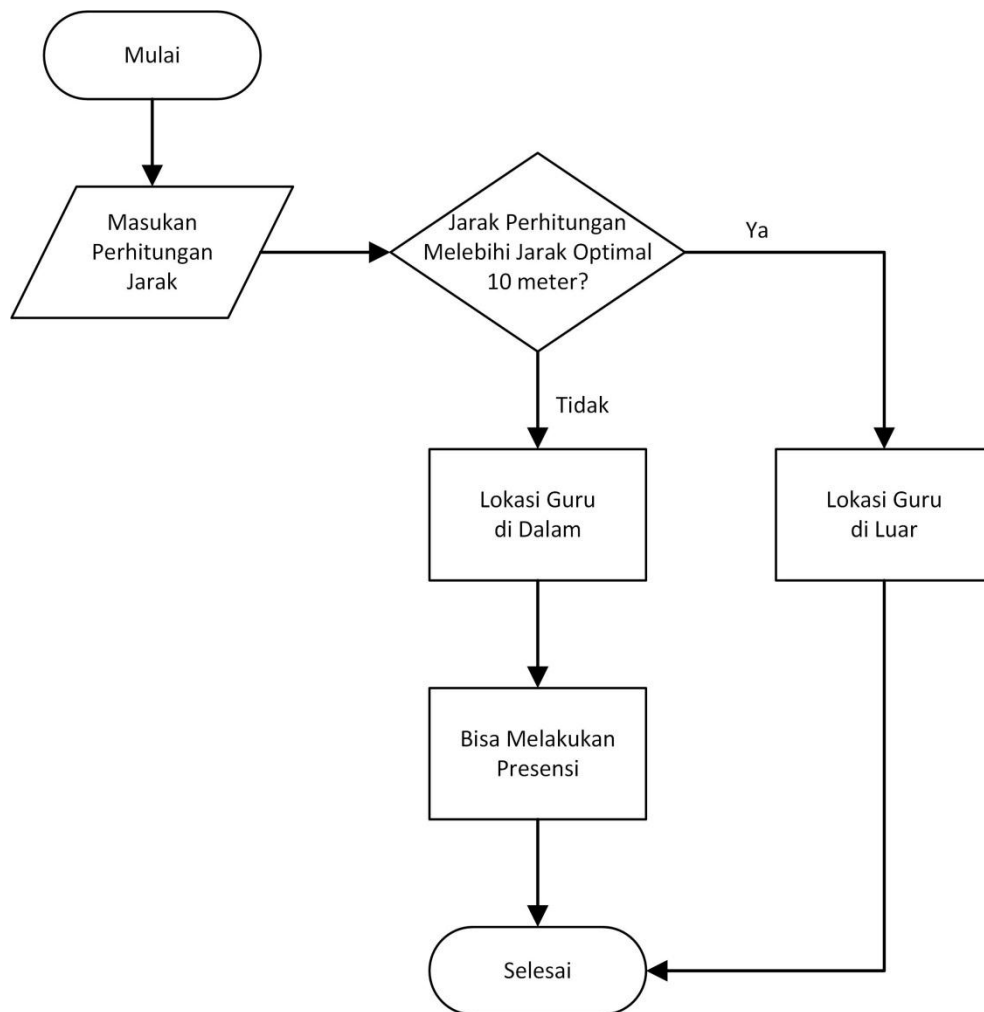 Mulai
Masukan
Perhitungan
Jarak
Jarak Perhitungan
Melebihi Jarak Optimal
10 meter?
Ya
Tidak
Lokasi Guru
di Dalam
Lokasi Guru
di Luar
Bisa Melakukan
Presensi
Selesai